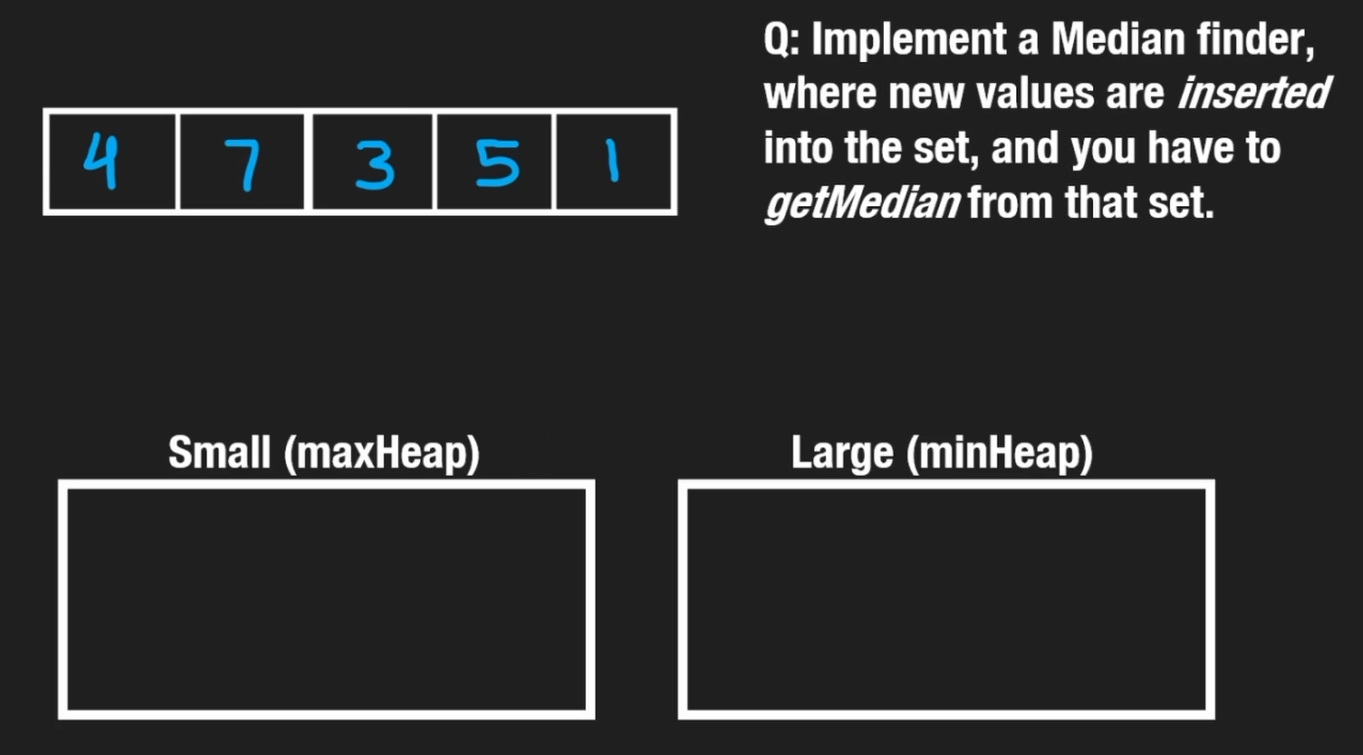 Q: Implement a Median finder,
where new values are inserted
into the set, and you have to
getMedian from that set.
4 7 3 5 1
Small (maxHeap)
Large (minHeap)